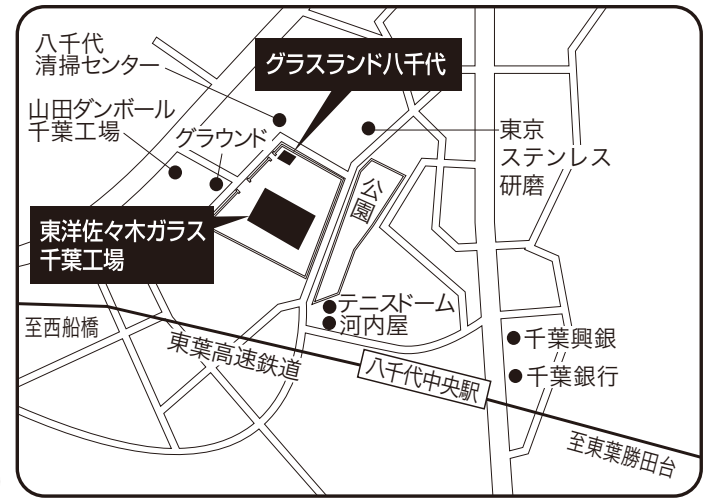 八千代
清掃センター
グラスランド八千代
山田ダンボール
千葉工場
グラウンド
東京
ステンレス
研磨
公園
東洋佐々木ガラス
千葉工場
テニスドーム
河内屋
至西船橋
東葉高速鉄道
八千代中央駅
千葉興銀
千葉銀行
至東葉勝田台